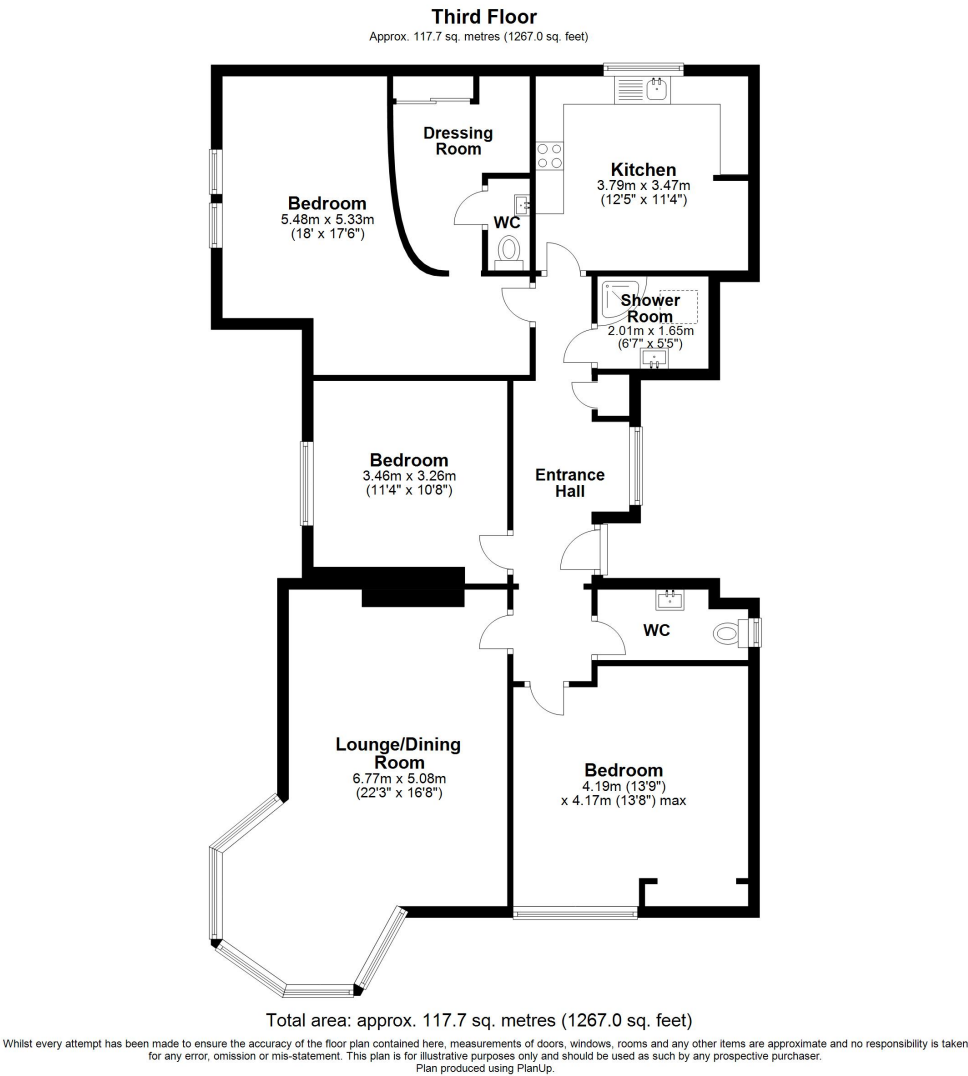 Third Floor
Approx. 117.7 sq. metres (1267.0 sq. feet)
Dressing
Room
Kitchen
3.79m x 3.47m
(12'5" x 11'4")
Bedroom
5.48m x 5.33m
(18' x 17'6")
WC
Shower
Room
2.01m x 1.65m
(6'7" x 5'5")
Bedroom
3.46m x 3.26m
(11'4" x 10'8")
Entrance
Hall
WC
Lounge/Dining
Room
6.77m x 5.08m
(22'3" x 16'8")
Bedroom
4.19m (13'9")
x 4.17m (13'8") max
Total area: approx. 117.7 sq. metres (1267.0 sq. feet)
Whilst every attempt has been made to ensure the accuracy of the floor plan contained here, measurements of doors, windows, rooms and any other items are approximate and no responsibility is taken
for any error, omission or mis-statement. This plan is for illustrative purposes only and should be used as such by any prospective purchaser.
Plan produced using PlanUp.